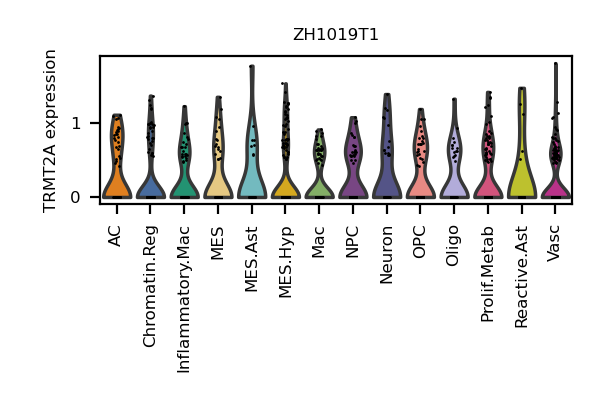 ZH1019T1
TRMT2A expression
1
0
AC
Chromatin.Reg
Inflammatory.Mac
MES
MES.Ast
MES.Hyp
Mac
NPC
Neuron
OPC
Oligo
Prolif.Metab
Reactive.Ast
Vasc